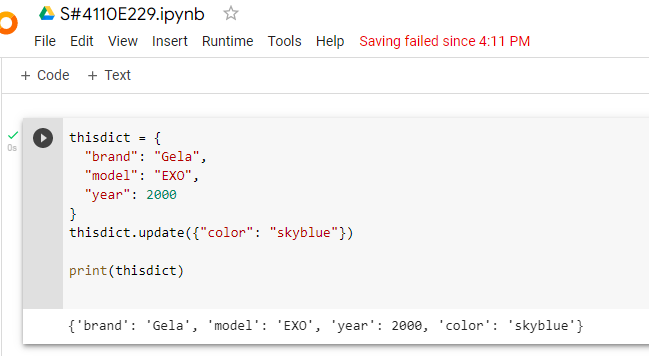 S#4110E229.ipynb
File Edit View Insert Runtime Tools Help Saving failed since 4:11 PM
+ Code + Text
0s
thisdict = {
  "brand": "Gela",
  "model": "EXO",
  "year": 2000
}
thisdict.update({"color": "skyblue"})
print(thisdict)
{'brand': 'Gela', 'model': 'EXO', 'year': 2000, 'color': 'skyblue'}